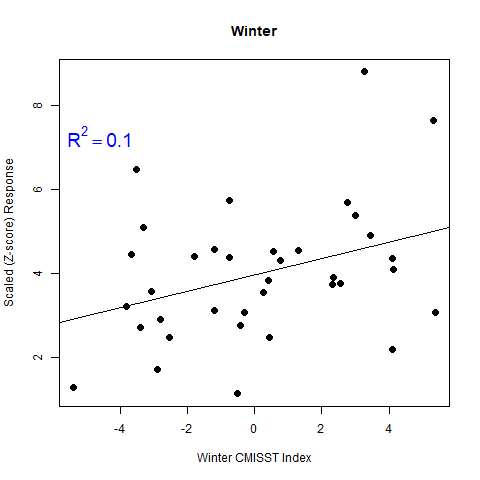 Winter
R² = 0.1
Scaled (Z-score) Response
8
6
4
2
-4 -2 0 2 4
Winter CMISST Index